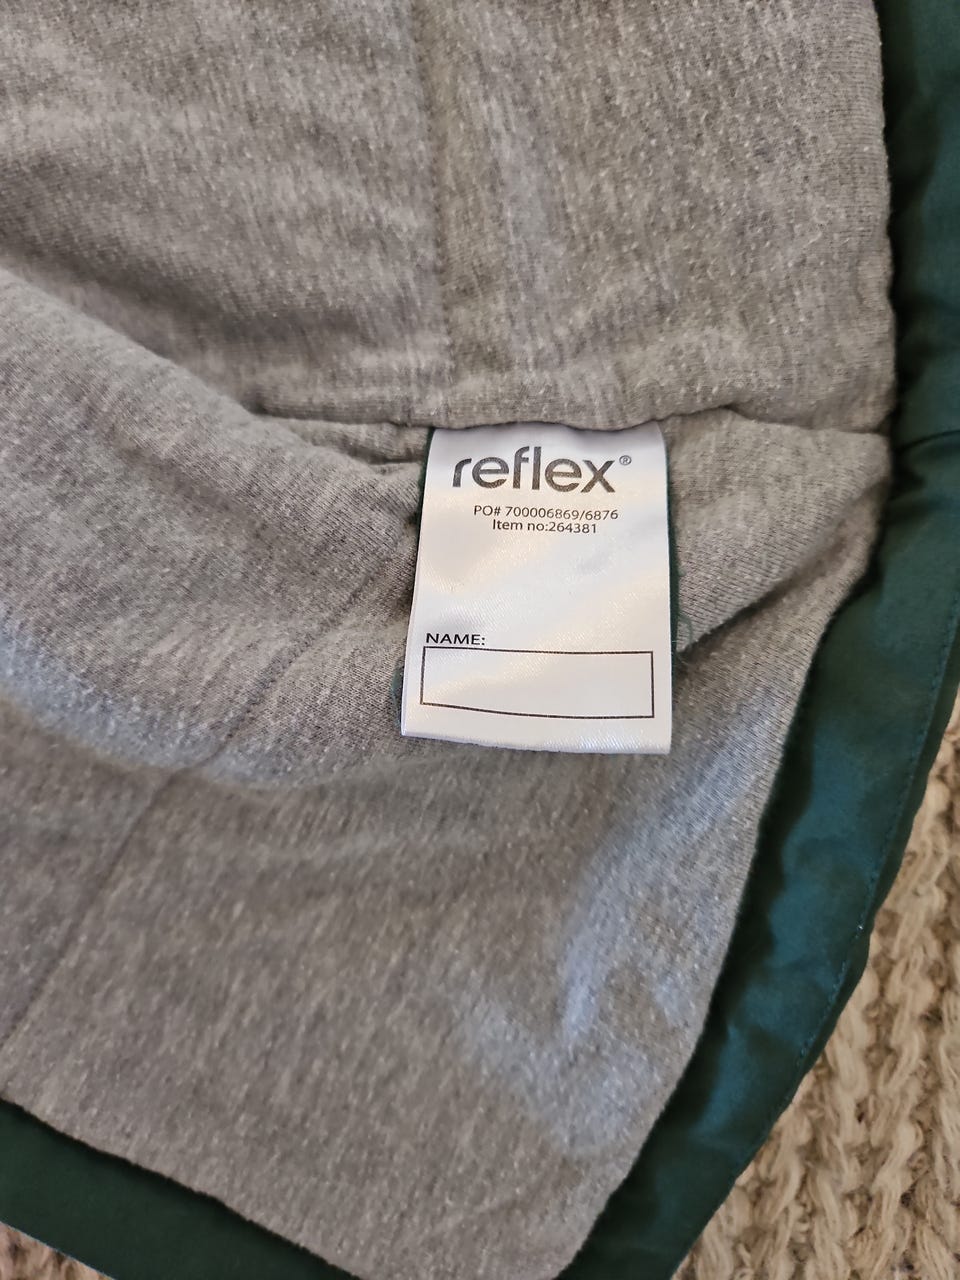 reflex®
PO# 700006869/6876
Item no:264381
NAME: